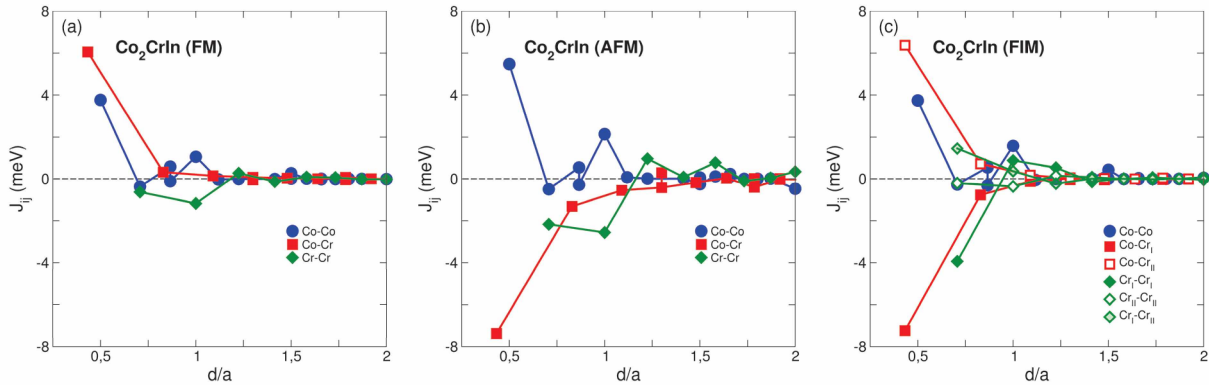 (a)
Co2CrIn (FM)
8
4
0
-4
-8
Jij (meV)
Co-Co
Co-Cr
Cr-Cr
0,5
1
1,5
2
d/a
(b)
Co2CrIn (AFM)
8
4
0
-4
-8
Jij (meV)
Co-Co
Co-Cr
Cr-Cr
0,5
1
1,5
2
d/a
(c)
Co2CrIn (FIM)
8
4
0
-4
-8
Jij (meV)
Co-Co
Co-CrI
Co-CrII
CrI-CrI
CrII-CrII
CrI-CrII
0,5
1
1,5
2
d/a